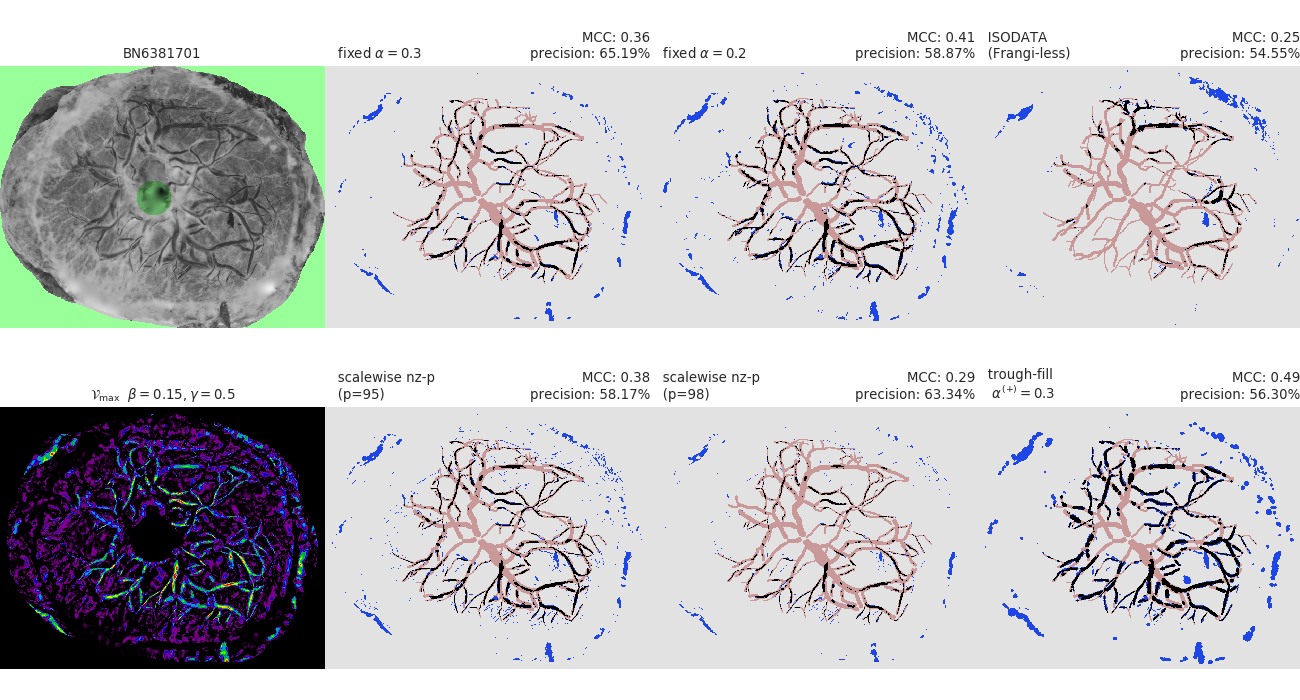 BN6381701
fixed α = 0.3
MCC: 0.36
precision: 65.19%
fixed α = 0.2
MCC: 0.41
precision: 58.87%
ISODATA
(Frangi-less)
MCC: 0.25
precision: 54.55%
𝒱max β = 0.15, γ = 0.5
scalewise nz-p
(p=95)
MCC: 0.38
precision: 58.17%
scalewise nz-p
(p=98)
MCC: 0.29
precision: 63.34%
trough-fill
α(+) = 0.3
MCC: 0.49
precision: 56.30%